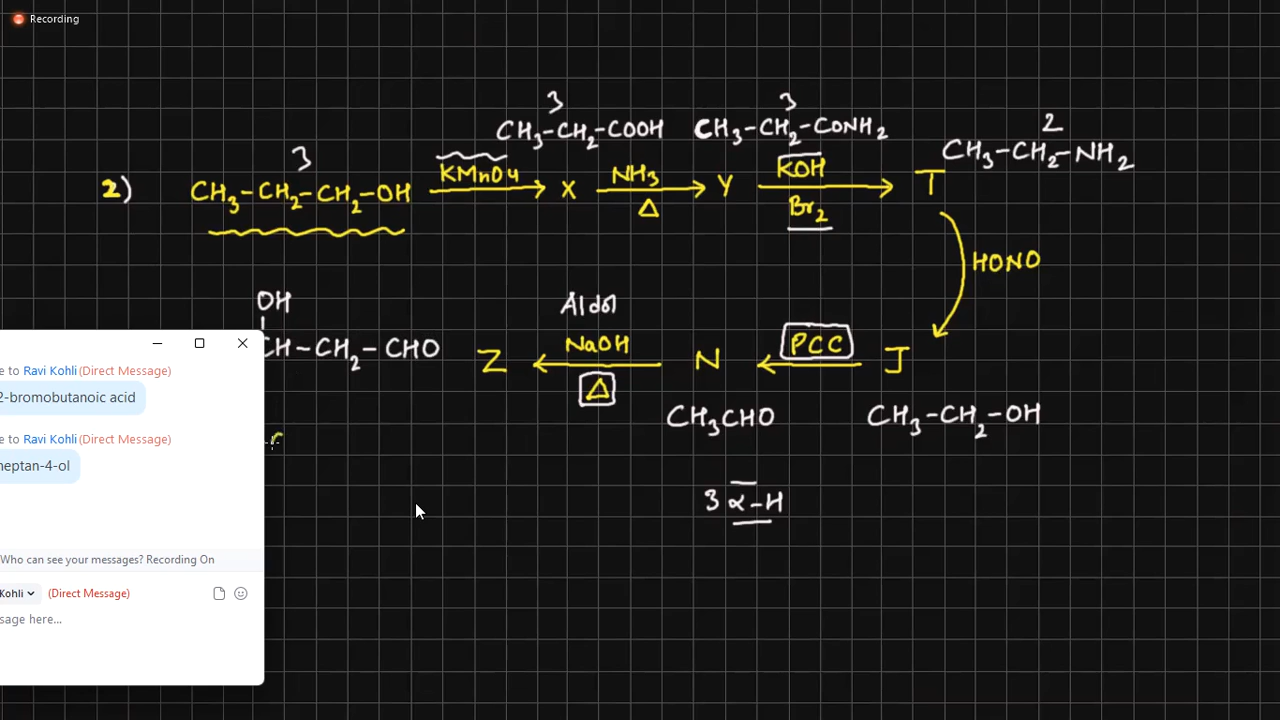 Recording
3 3 2
CH3-CH2-COOH CH3-CH2-CONH2 CH3-CH2-NH2
3
2) CH3-CH2-CH2-OH KMnO4 X NH3 Δ Y KOH Br2 T
HONO
OH
CH-CH2-CHO Z Aldol NaOH Δ N PCC J
CH3CHO CH3-CH2-OH
3 α-H
e to Ravi Kohli (Direct Message)
2-bromobutanoic acid
e to Ravi Kohli (Direct Message)
heptan-4-ol
Who can see your messages? Recording On
Kohli (Direct Message)
sage here...